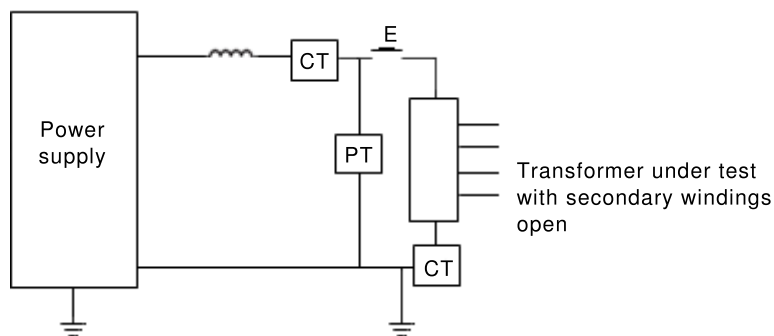 E
CT
Power
supply
PT
Transformer under test
with secondary windings
open
CT